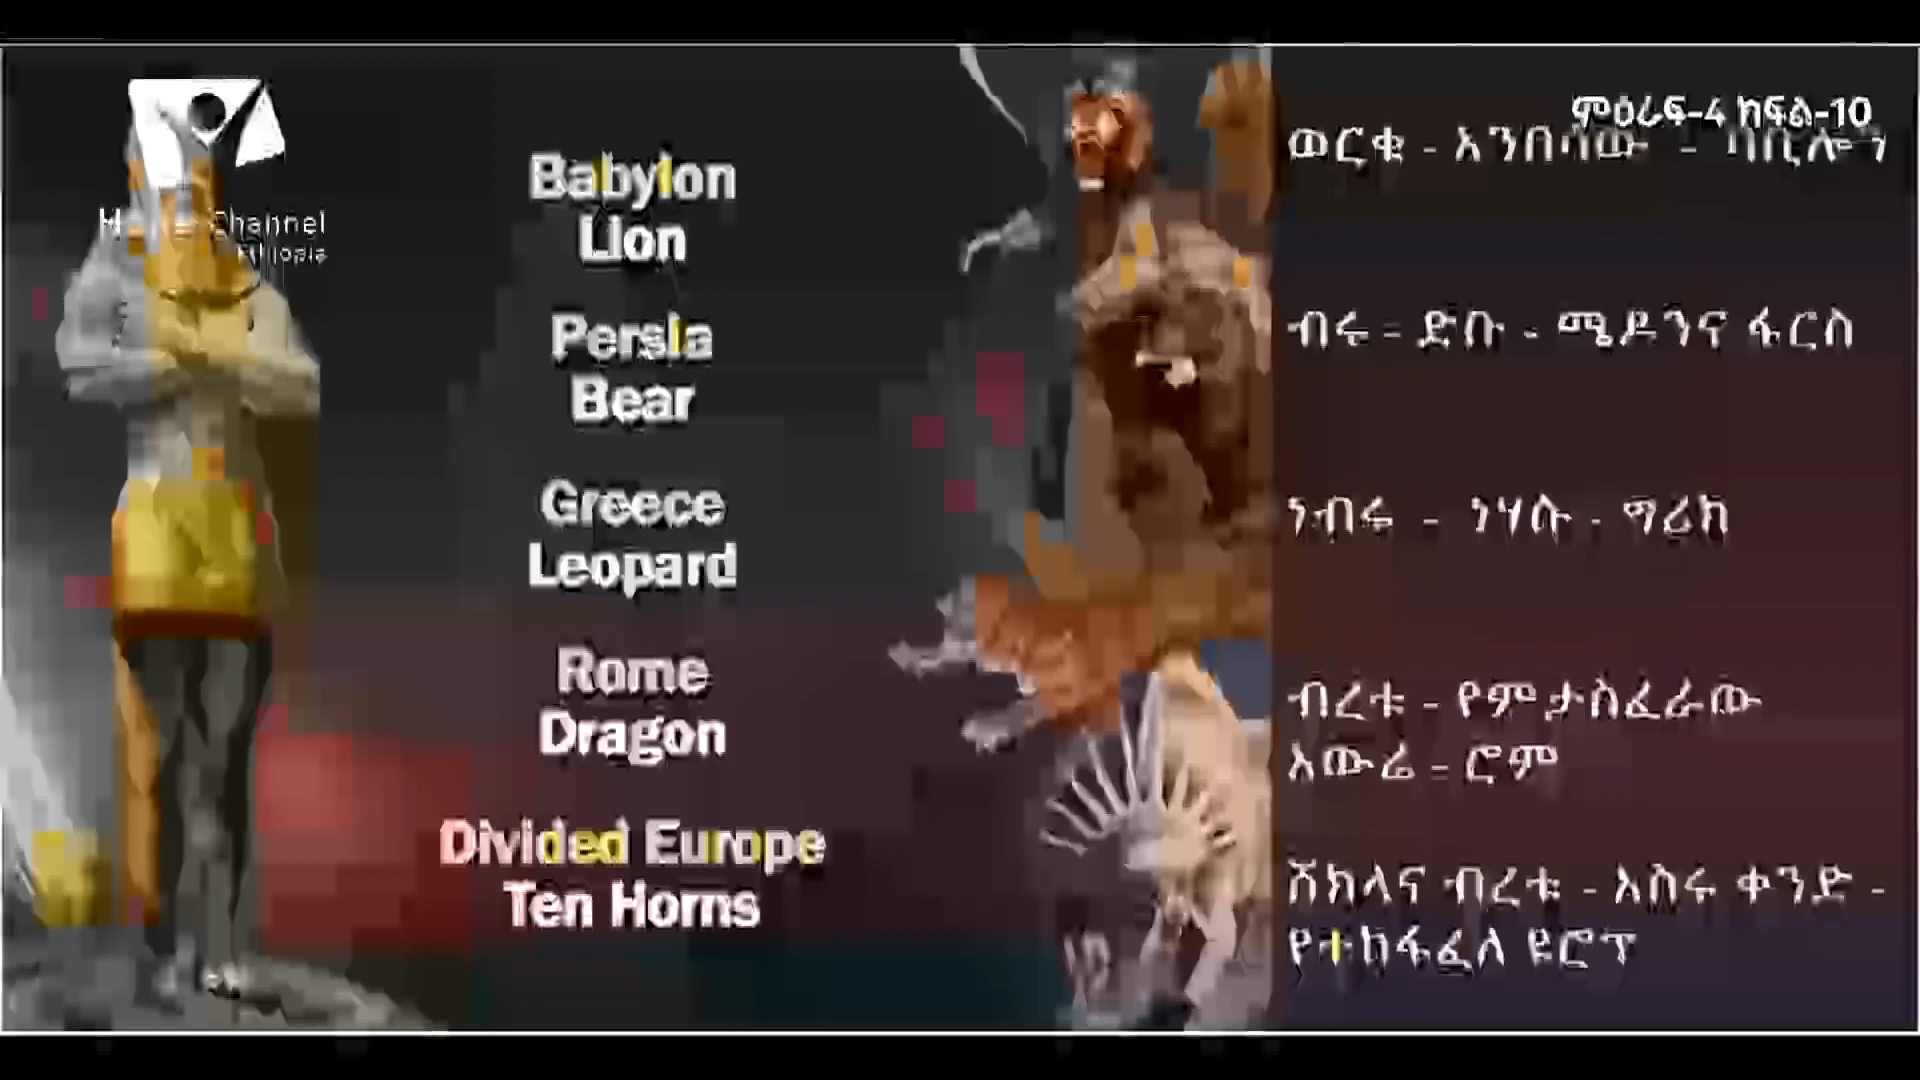 Channel
ምዕራፍ-4 ክፍል-10
Babylon
Lion
Persia
Bear
Greece
Leopard
Rome
Dragon
Divided Europe
Ten Horns
ወርቁ - አንበሳው - ባቢሎን
ብሩ - ድቡ - ሜዶንና ፋርስ
ነብሩ - ነሃሱ - ግሪክ
ብረቱ - የምታስፈራው
አውሬ - ሮም
ሸክላና ብረቱ - አስሩ ቀንድ -
የተከፋፈለ ዩሮፕ